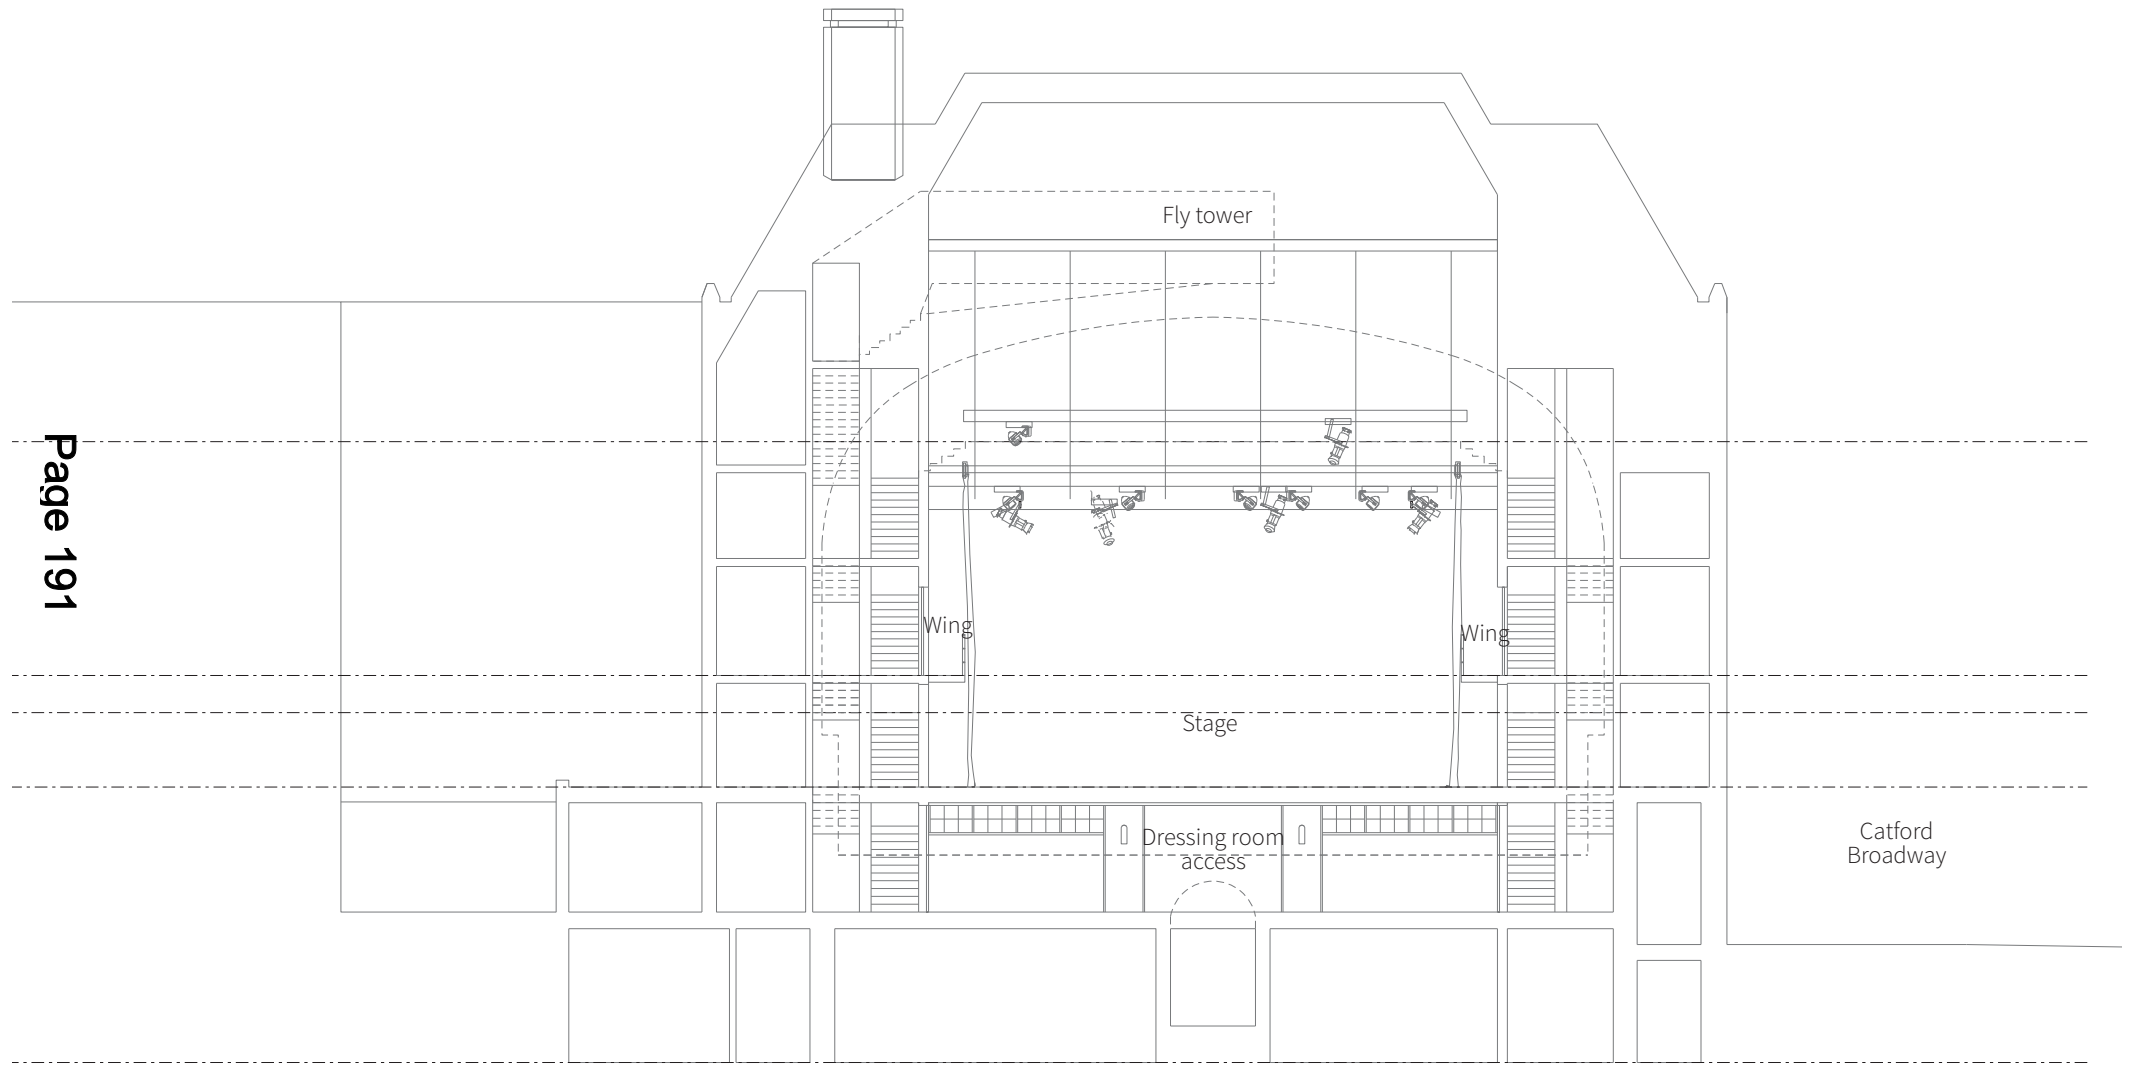 Fly tower
Page 191
Wing
Wing
Stage
Dressing room
access
Catford
Broadway